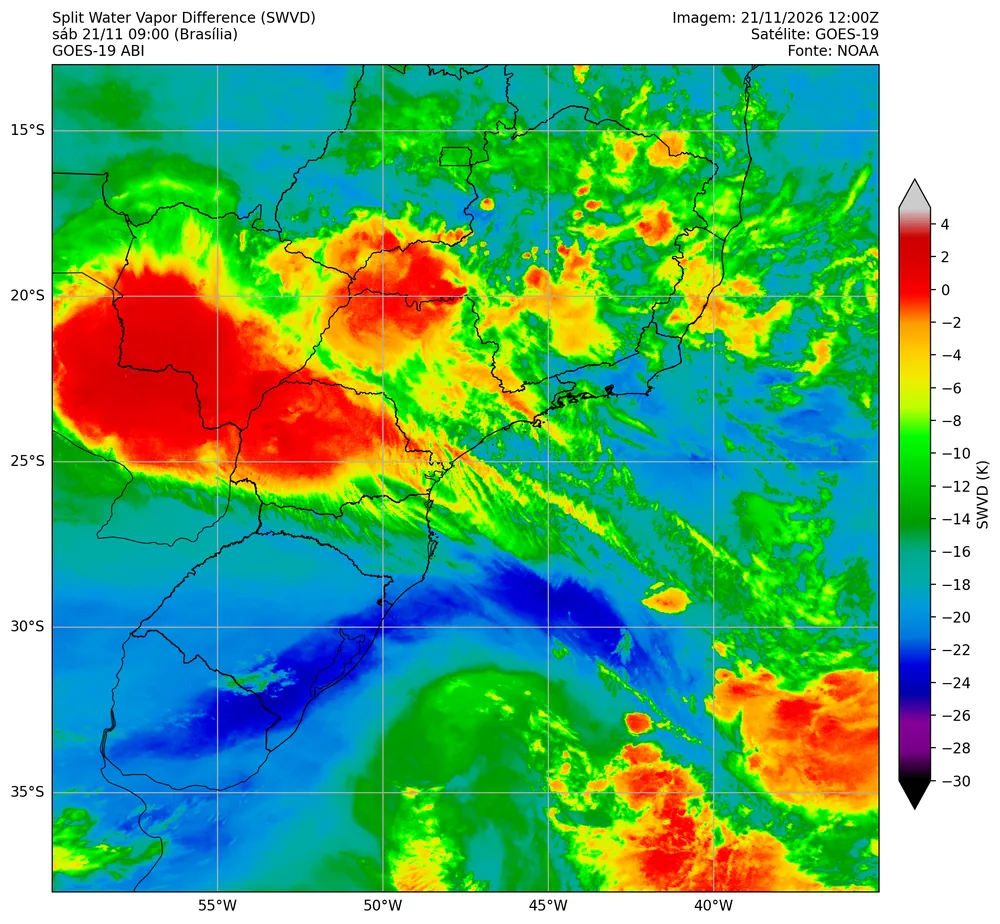 Split Water Vapor Difference (SWVD)
sáb 21/11 09:00 (Brasília)
GOES-19 ABI
Imagem: 21/11/2026 12:00Z
Satélite: GOES-19
Fonte: NOAA
15°S
20°S
25°S
30°S
35°S
55°W
50°W
45°W
40°W
4
2
0
−2
−4
−6
−8
−10
−12
−14
−16
−18
−20
−22
−24
−26
−28
−30
SWVD (K)